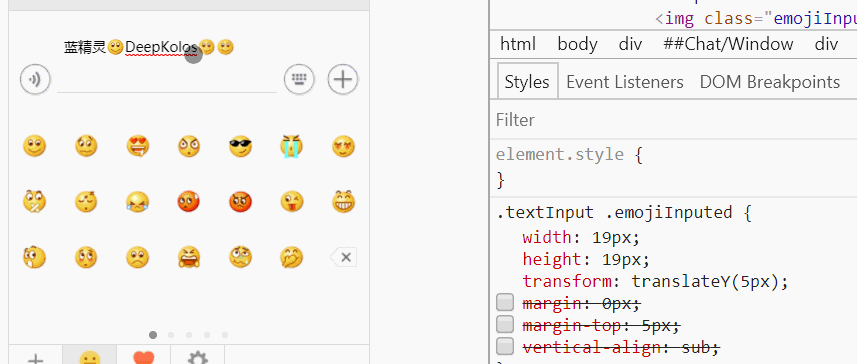 <img class="emojiInpu
html body div ##Chat/Window div
蓝精灵DeepKolos
Styles Event Listeners DOM Breakpoints
Filter
element.style {
}
.textInput .emojiInputed {
width: 19px;
height: 19px;
transform: translateY(5px);
margin: 0px;
margin-top: 5px;
vertical-align: sub;